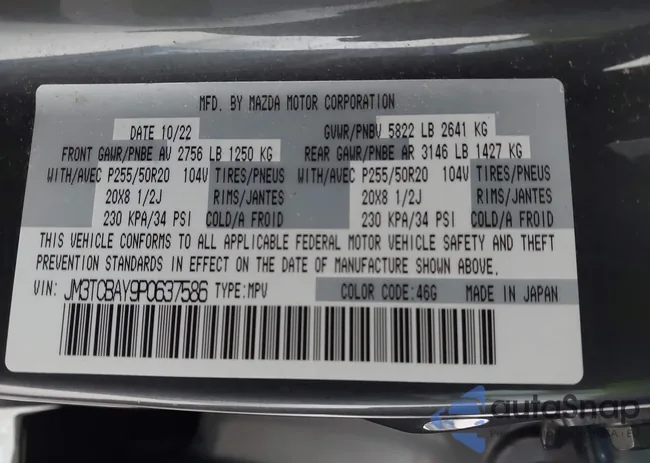 MFD. BY MAZDA MOTOR CORPORATION
DATE 10/22 GVWR/PNBV 5822 LB 2641 KG
FRONT GAWR/PNBE AV 2756 LB 1250 KG REAR GAWR/PNBE AR 3146 LB 1427 KG
WITH/AVEC P255/50R20 104V TIRES/PNEUS WITH/AVEC P255/50R20 104V TIRES/PNEUS
20X8 1/2J RIMS/JANTES 20X8 1/2J RIMS/JANTES
230 KPA/34 PSI COLD/A FROID 230 KPA/34 PSI COLD/A FROID
THIS VEHICLE CONFORMS TO ALL APPLICABLE FEDERAL MOTOR VEHICLE SAFETY AND THEFT
PREVENTION STANDARDS IN EFFECT ON THE DATE OF MANUFACTURE SHOWN ABOVE.
VIN: JM3TCBAY9P0637586 TYPE:MPV COLOR CODE:46G MADE IN JAPAN
autoSnap